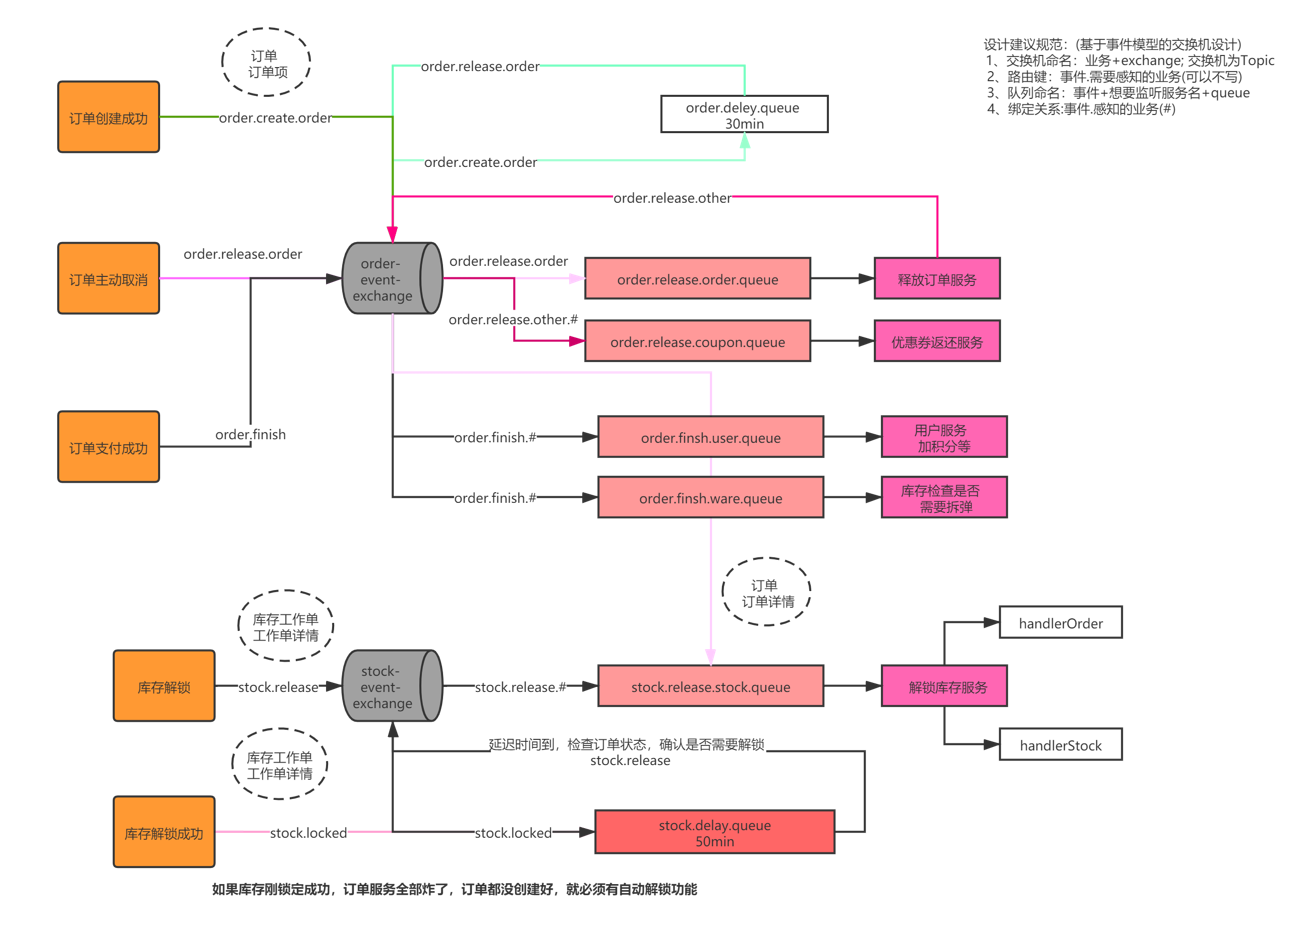 设计建议规范：(基于事件模型的交换机设计)
1、交换机命名：业务+exchange; 交换机为Topic
2、路由键：事件.需要感知的业务(可以不写)
3、队列命名：事件+想要监听服务名+queue
4、绑定关系:事件.感知的业务(#)
订单
订单项
order.release.order
order.deley.queue
30min
订单创建成功
order.create.order
order.create.order
order.release.other
订单主动取消
order.release.order
order-
event-
exchange
order.release.order
order.release.order.queue
释放订单服务
order.release.other.#
order.release.coupon.queue
优惠券返还服务
订单支付成功
order.finish
order.finish.#
order.finsh.user.queue
用户服务
加积分等
order.finish.#
order.finsh.ware.queue
库存检查是否
需要拆弹
订单
订单详情
库存工作单
工作单详情
handlerOrder
库存解锁
stock.release
stock-
event-
exchange
stock.release.#
stock.release.stock.queue
解锁库存服务
handlerStock
库存工作单
工作单详情
延迟时间到，检查订单状态，确认是否需要解锁
stock.release
库存解锁成功
stock.locked
stock.locked
stock.delay.queue
50min
如果库存刚锁定成功，订单服务全部炸了，订单都没创建好，就必须有自动解锁功能